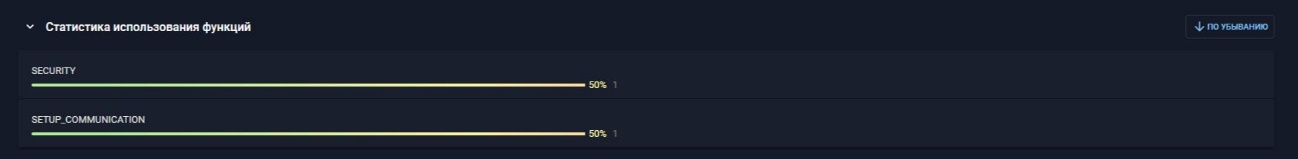 Статистика использования функций
ПО УБЫВАНИЮ
SECURITY
50% 1
SETUP_COMMUNICATION
50% 1